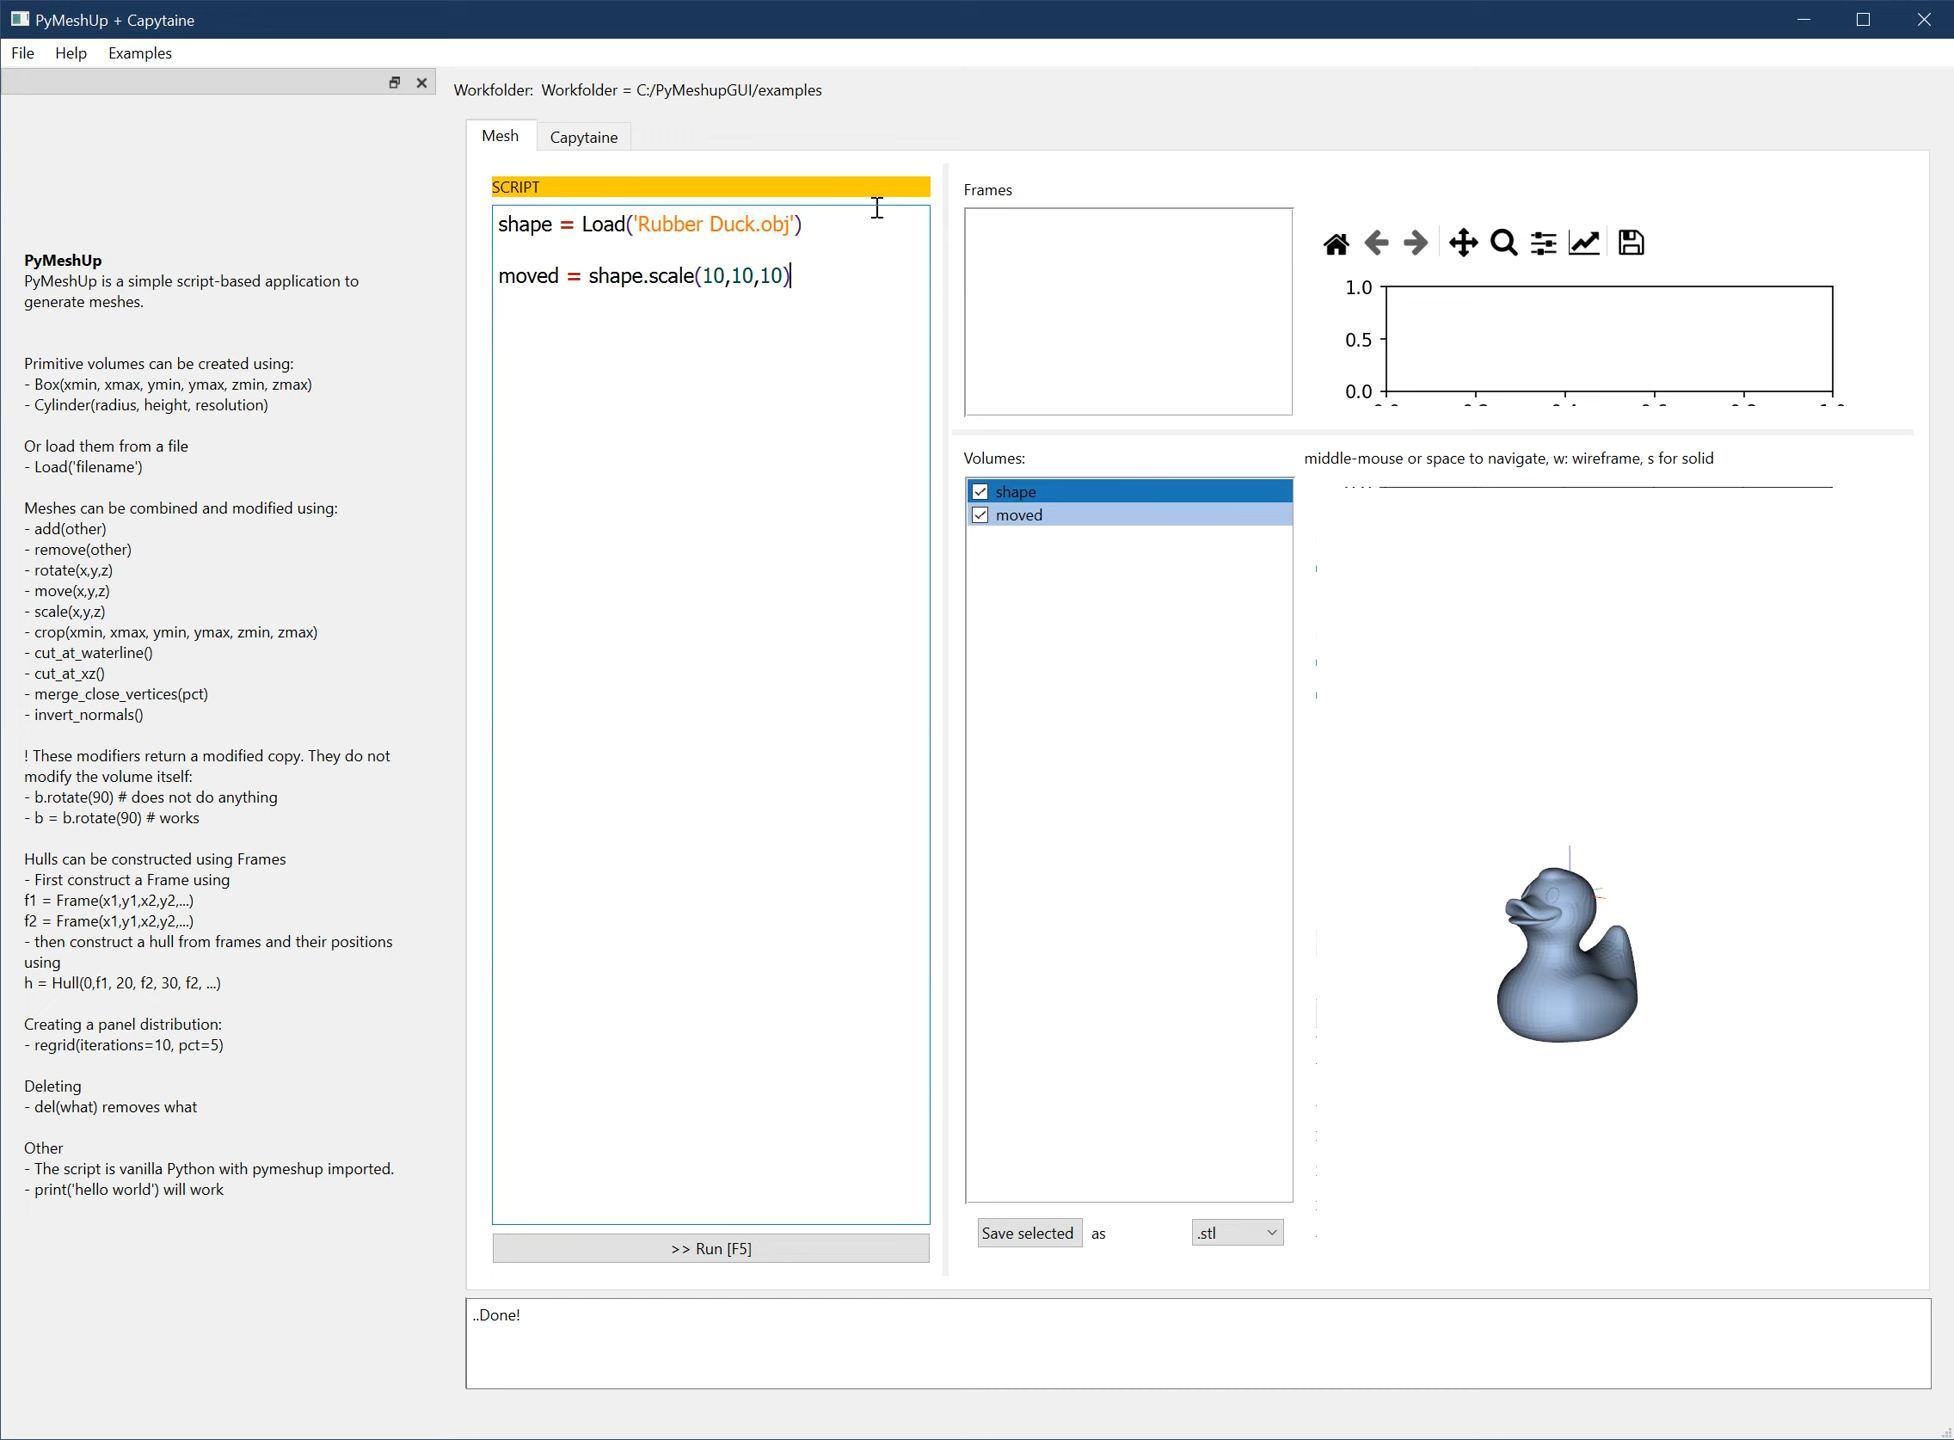 PyMeshUp + Capytaine
File Help Examples
Workfolder: Workfolder = C:/PyMeshupGUI/examples
Mesh
Capytaine
PyMeshUp
PyMeshUp is a simple script-based application to
generate meshes.
Primitive volumes can be created using:
- Box(xmin, xmax, ymin, ymax, zmin, zmax)
- Cylinder(radius, height, resolution)
Or load them from a file
- Load('filename')
Meshes can be combined and modified using:
- add(other)
- remove(other)
- rotate(x,y,z)
- move(x,y,z)
- scale(x,y,z)
- crop(xmin, xmax, ymin, ymax, zmin, zmax)
- cut_at_waterline()
- cut_at_xz()
- merge_close_vertices(pct)
- invert_normals()
! These modifiers return a modified copy. They do not
modify the volume itself:
- b.rotate(90) # does not do anything
- b = b.rotate(90) # works
Hulls can be constructed using Frames
- First construct a Frame using
f1 = Frame(x1,y1,x2,y2,...)
f2 = Frame(x1,y1,x2,y2,...)
- then construct a hull from frames and their positions
using
h = Hull(0,f1, 20, f2, 30, f2, ...)
Creating a panel distribution:
- regrid(iterations=10, pct=5)
Deleting
- del(what) removes what
Other
- The script is vanilla Python with pymeshup imported.
- print('hello world') will work
SCRIPT
shape = Load('Rubber Duck.obj')
moved = shape.scale(10,10,10)
>> Run [F5]
Frames
1.0
0.5
0.0
Volumes:
middle-mouse or space to navigate, w: wireframe, s for solid
shape
moved
Save selected as .stl
..Done!